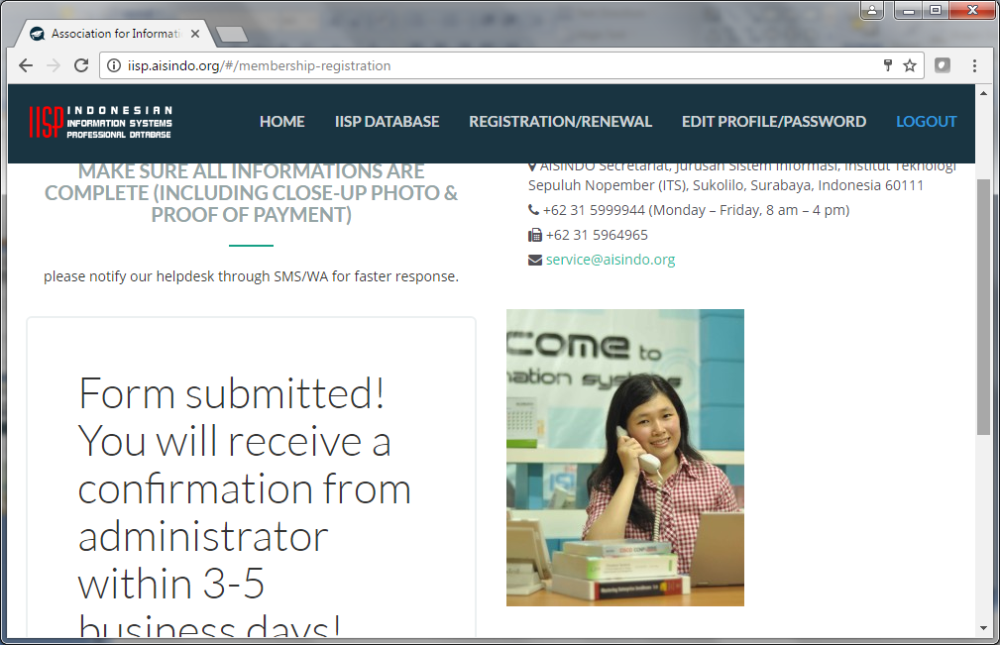 Association for Informati
iisp.aisindo.org/#/membership-registration
IISP
INDONESIAN
INFORMATION SYSTEMS
PROFESSIONAL DATABASE
HOME
IISP DATABASE
REGISTRATION/RENEWAL
EDIT PROFILE/PASSWORD
LOGOUT
MAKE SURE ALL INFORMATIONS ARE
COMPLETE (INCLUDING CLOSE-UP PHOTO &
PROOF OF PAYMENT)
please notify our helpdesk through SMS/WA for faster response.
Form submitted!
You will receive a
confirmation from
administrator
within 3-5
business days!
AISINDO Secretariat, Jurusan Sistem Informasi, Institut Teknologi
Sepuluh Nopember (ITS), Sukolilo, Surabaya, Indonesia 60111
+62 31 5999944 (Monday – Friday, 8 am – 4 pm)
+62 31 5964965
service@aisindo.org
COME to
mation systems